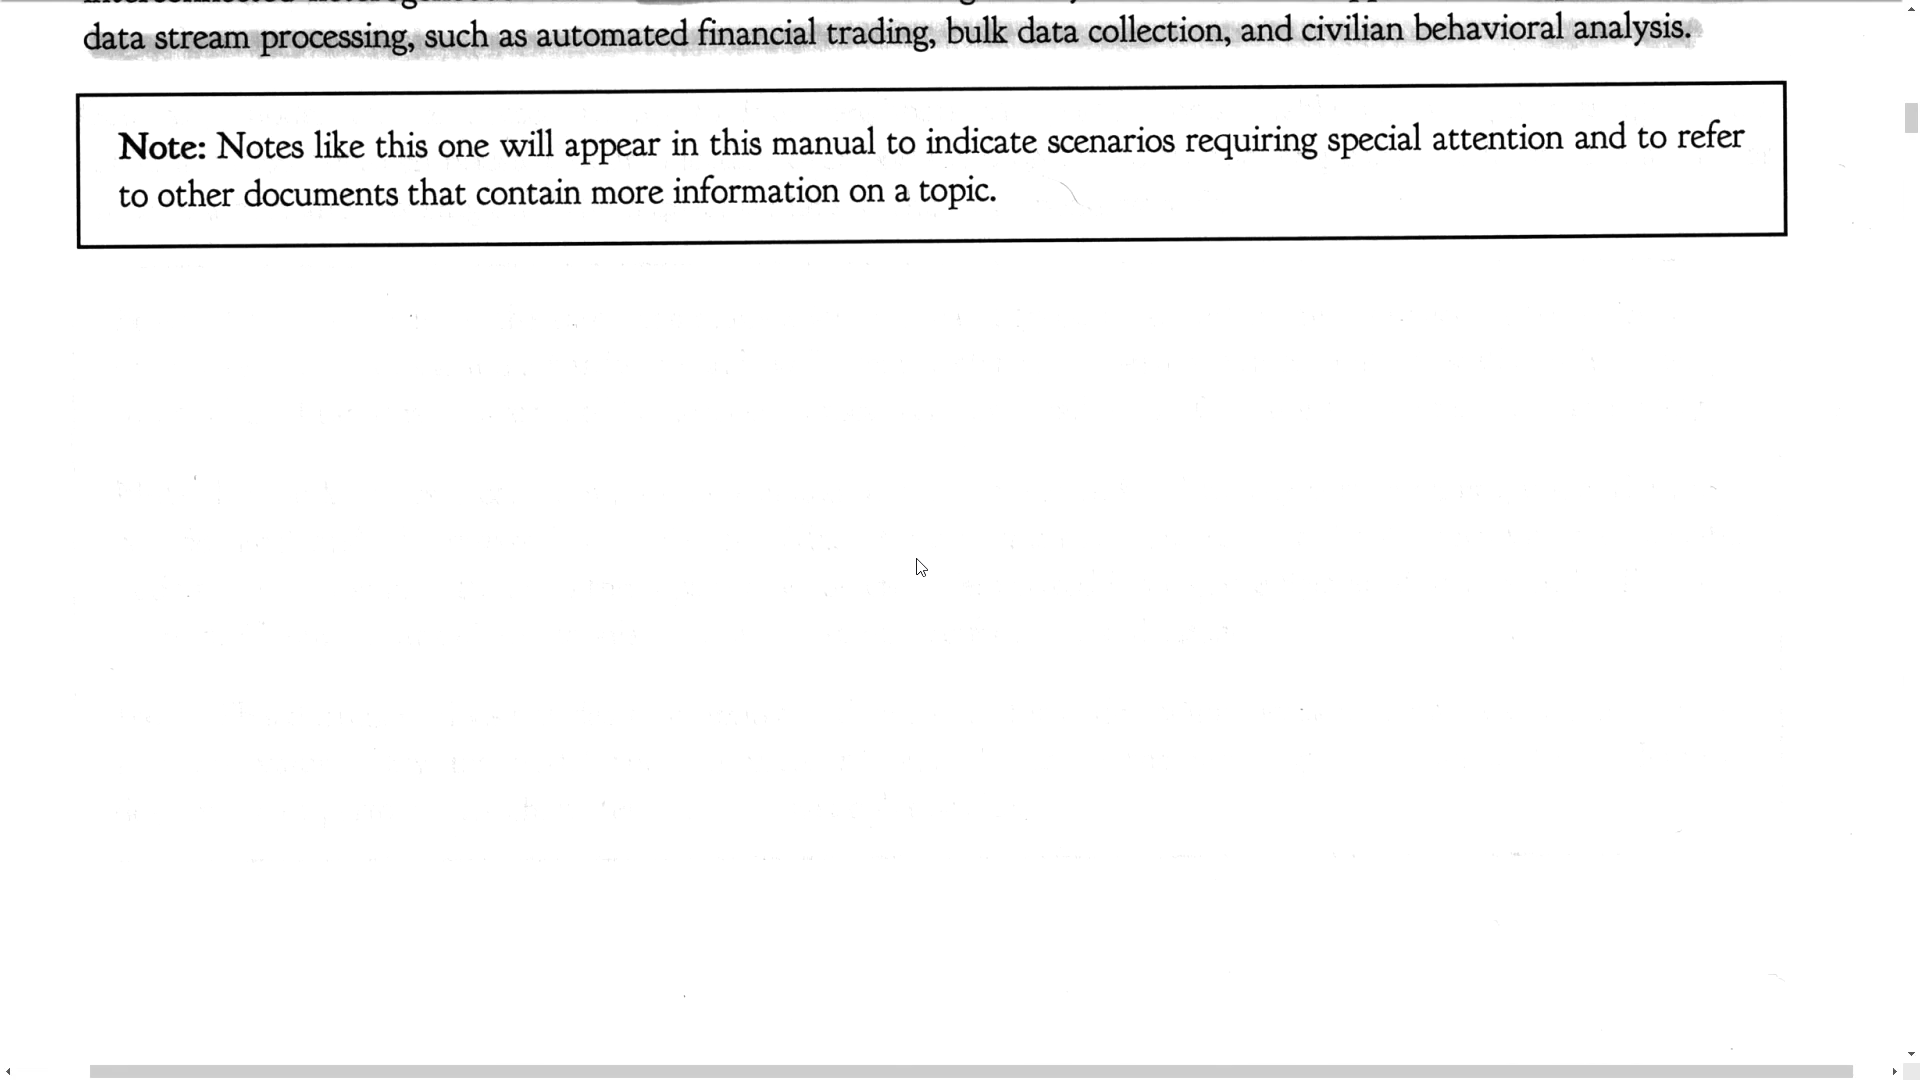 data stream processing, such as automated financial trading, bulk data collection, and civilian behavioral analysis.
Note: Notes like this one will appear in this manual to indicate scenarios requiring special attention and to refer
to other documents that contain more information on a topic.